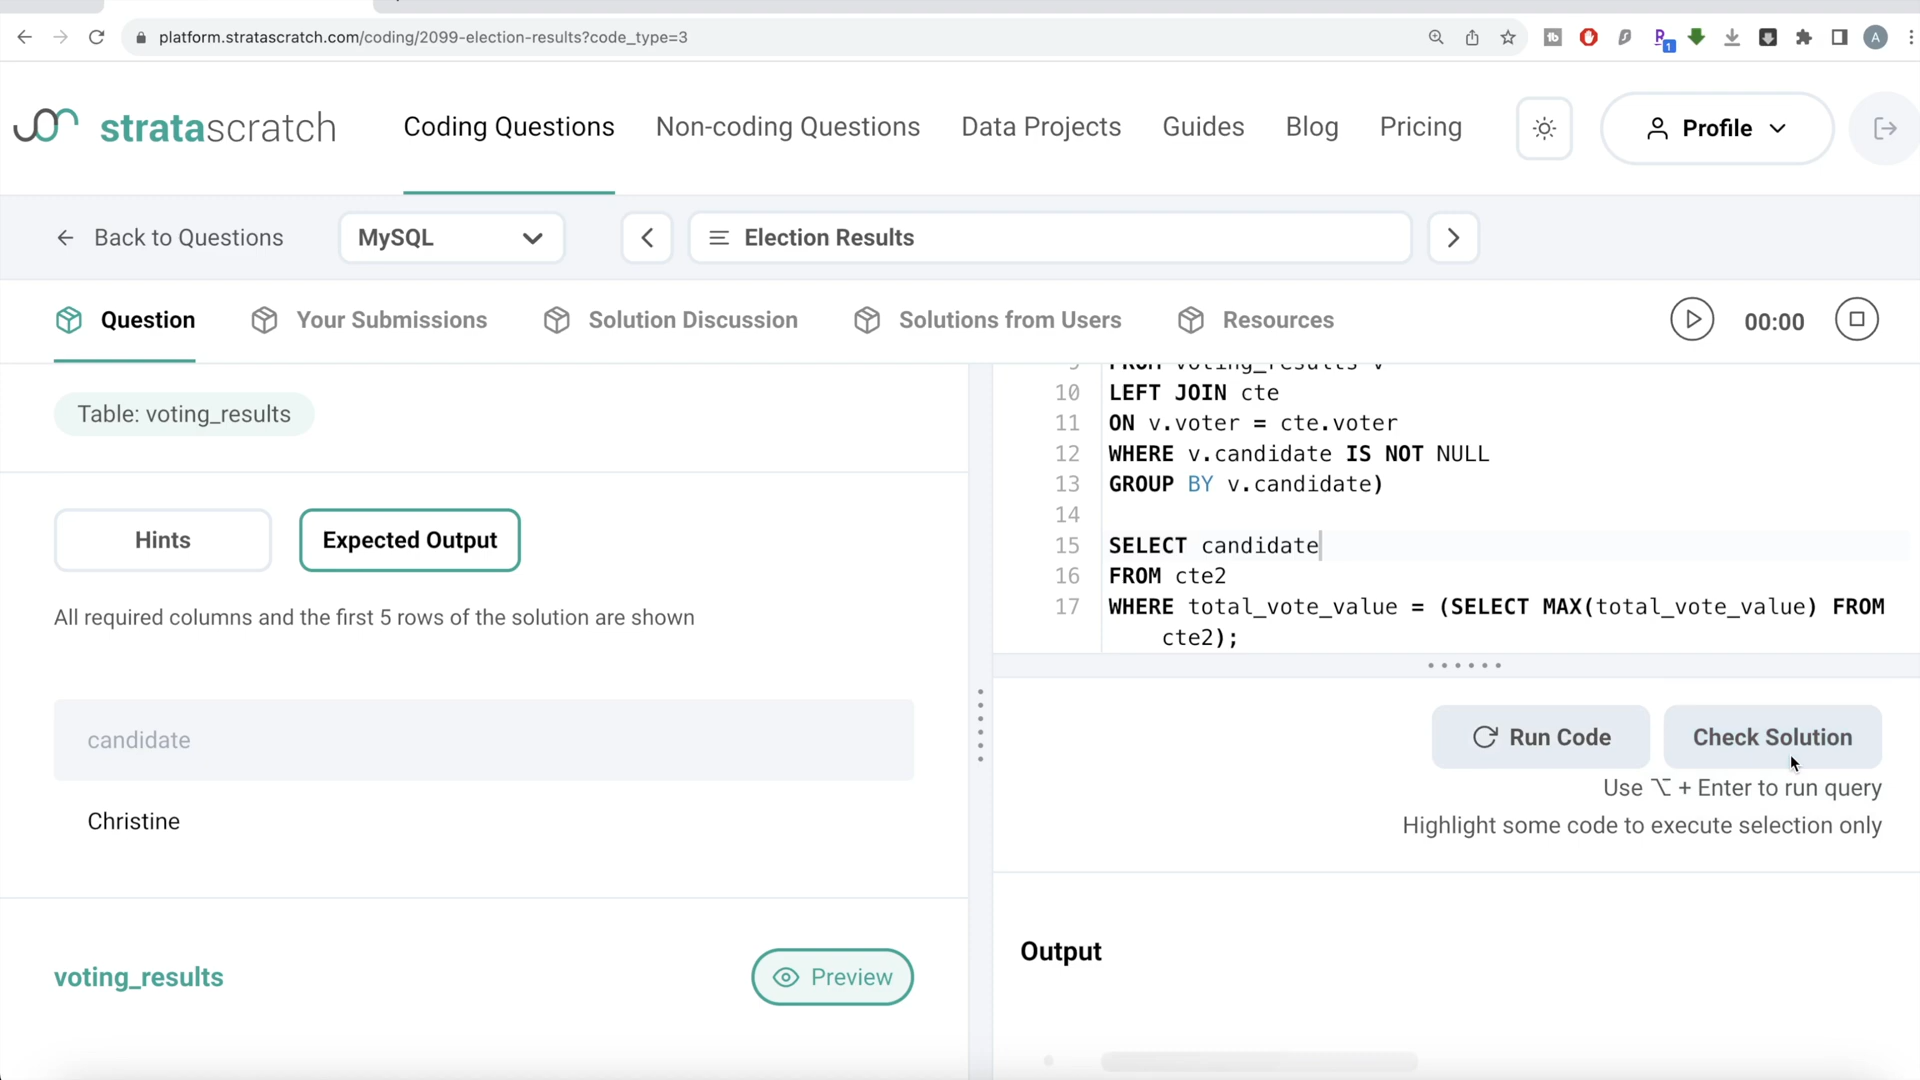 platform.stratascratch.com/coding/2099-election-results?code_type=3
1
A
stratascratch
Coding Questions
Non-coding Questions
Data Projects
Guides
Blog
Pricing
Profile
Back to Questions
MySQL
Election Results
Question
Your Submissions
Solution Discussion
Solutions from Users
Resources
00:00
Table: voting_results
Hints
Expected Output
All required columns and the first 5 rows of the solution are shown
candidate
Christine
voting_results
Preview
9 FROM voting_results v
10 LEFT JOIN cte
11 ON v.voter = cte.voter
12 WHERE v.candidate IS NOT NULL
13 GROUP BY v.candidate)
14
15 SELECT candidate
16 FROM cte2
17 WHERE total_vote_value = (SELECT MAX(total_vote_value) FROM
cte2);
Run Code
Check Solution
Use ⌥ + Enter to run query
Highlight some code to execute selection only
Output